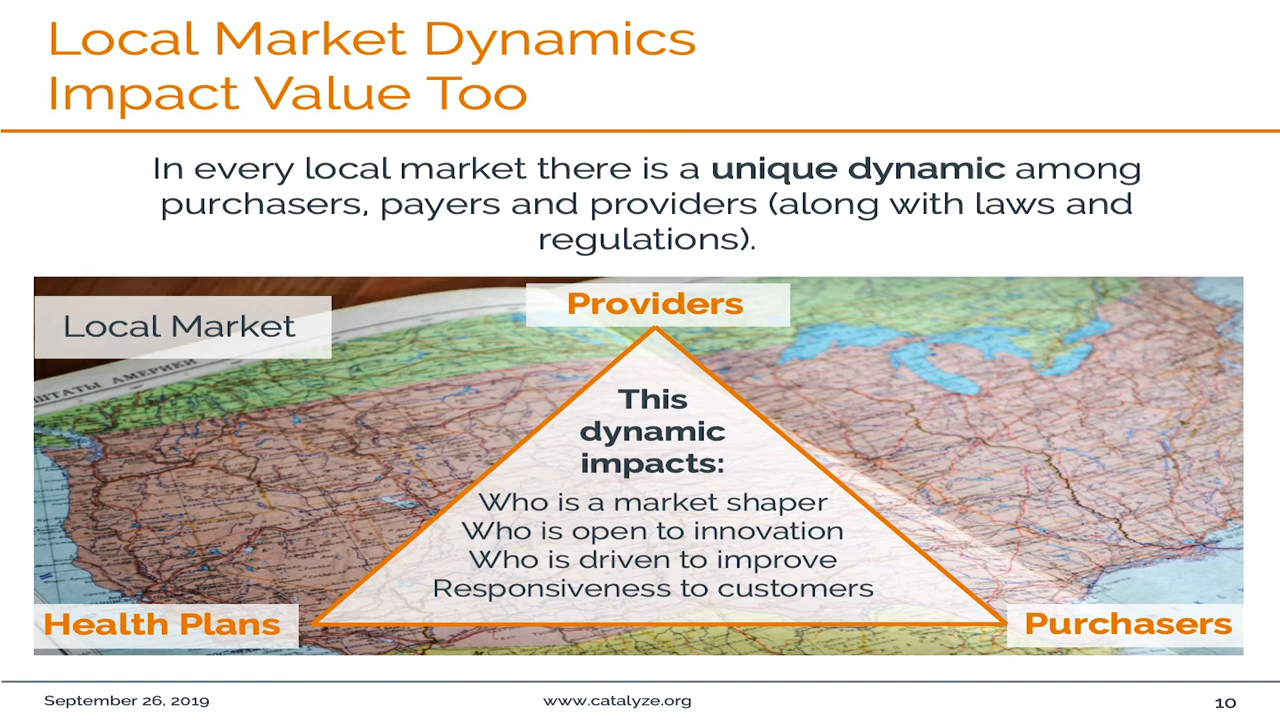 Local Market Dynamics
Impact Value Too
In every local market there is a unique dynamic among
purchasers, payers and providers (along with laws and
regulations).
Providers
Local Market
ШТАТЫ АМЕРИКИ
This
dynamic
impacts:
Who is a market shaper
Who is open to innovation
Who is driven to improve
Responsiveness to customers
Health Plans
Purchasers
September 26, 2019
www.catalyze.org
10